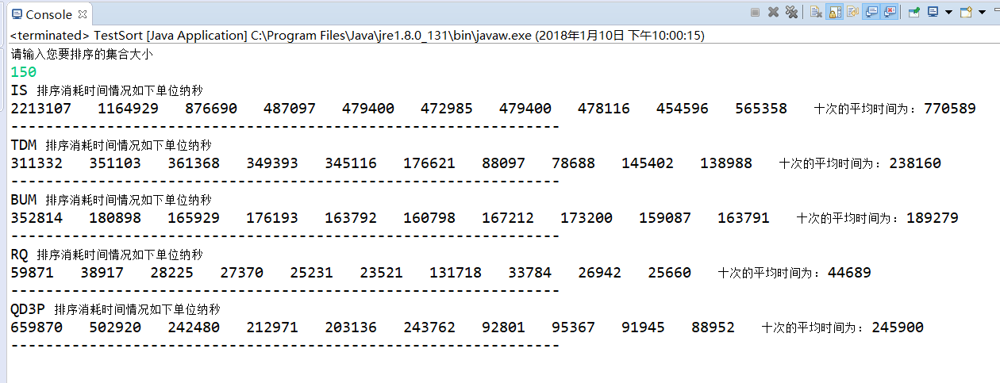 Console
<terminated> TestSort [Java Application] C:\Program Files\Java\jre1.8.0_131\bin\javaw.exe (2018年1月10日 下午10:00:15)
请输入您要排序的集合大小
150
IS 排序消耗时间情况如下单位纳秒
2213107 1164929 876690 487097 479400 472985 479400 478116 454596 565358 十次的平均时间为：770589
---------------------------------------------------------------
TDM 排序消耗时间情况如下单位纳秒
311332 351103 361368 349393 345116 176621 88097 78688 145402 138988 十次的平均时间为：238160
---------------------------------------------------------------
BUM 排序消耗时间情况如下单位纳秒
352814 180898 165929 176193 163792 160798 167212 173200 159087 163791 十次的平均时间为：189279
---------------------------------------------------------------
RQ 排序消耗时间情况如下单位纳秒
59871 38917 28225 27370 25231 23521 131718 33784 26942 25660 十次的平均时间为：44689
---------------------------------------------------------------
QD3P 排序消耗时间情况如下单位纳秒
659870 502920 242480 212971 203136 243762 92801 95367 91945 88952 十次的平均时间为：245900
---------------------------------------------------------------